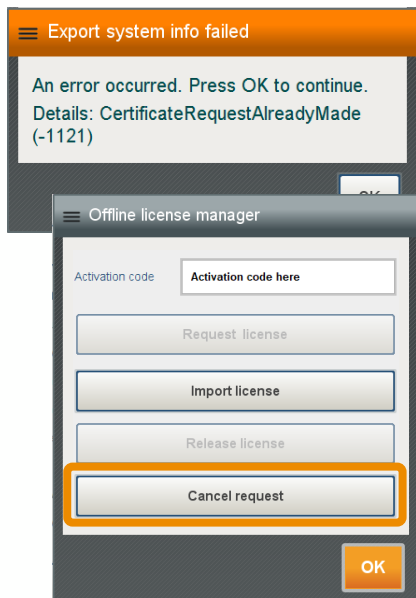 Export system info failed
An error occurred. Press OK to continue.
Details: CertificateRequestAlreadyMade
(-1121)
OK
Offline license manager
Activation code
Activation code here
Request license
Import license
Release license
Cancel request
OK